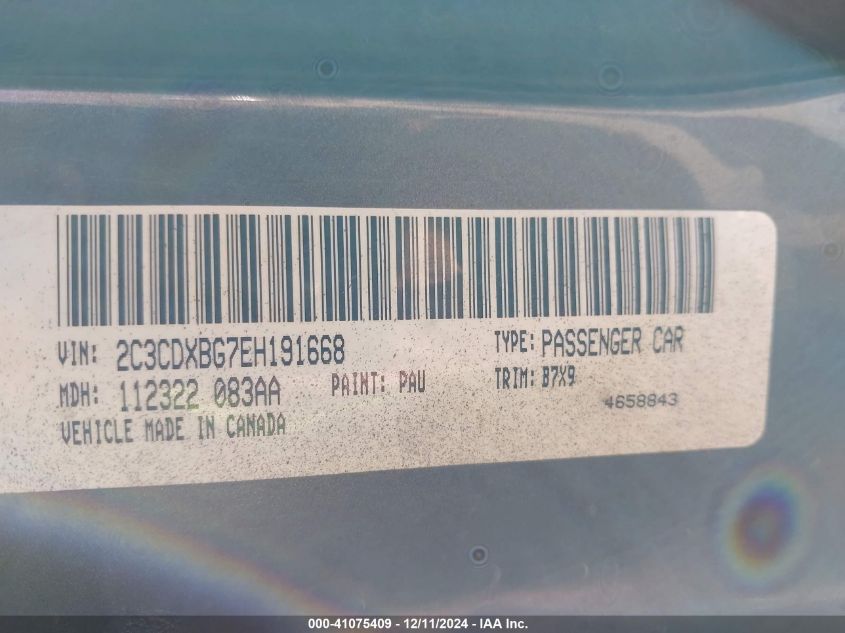 VIN: 2C3CDXBG7EH191668 TYPE: PASSENGER CAR
MDH: 112322 083AA PAINT: PAU TRIM: B7X9
4658843
VEHICLE MADE IN CANADA
000-41075409 - 12/11/2024 - IAA Inc.